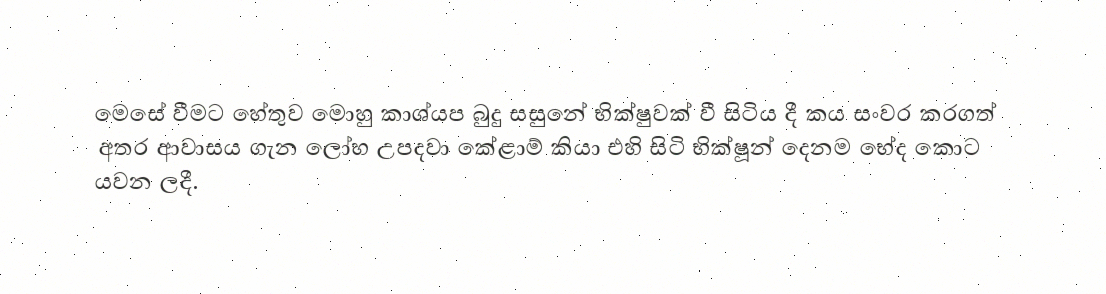 මෙසේ වීමට හේතුව මොහු කාශ්යප බුදු සසුනේ භික්ෂුවක් වී සිටිය දී කය සංවර කරගත්
අතර ආවාසය ගැන ලෝභ උපදවා කේළාම් කියා එහි සිටි භික්ෂූන් දෙනම භේද කොට
යවන ලදී.